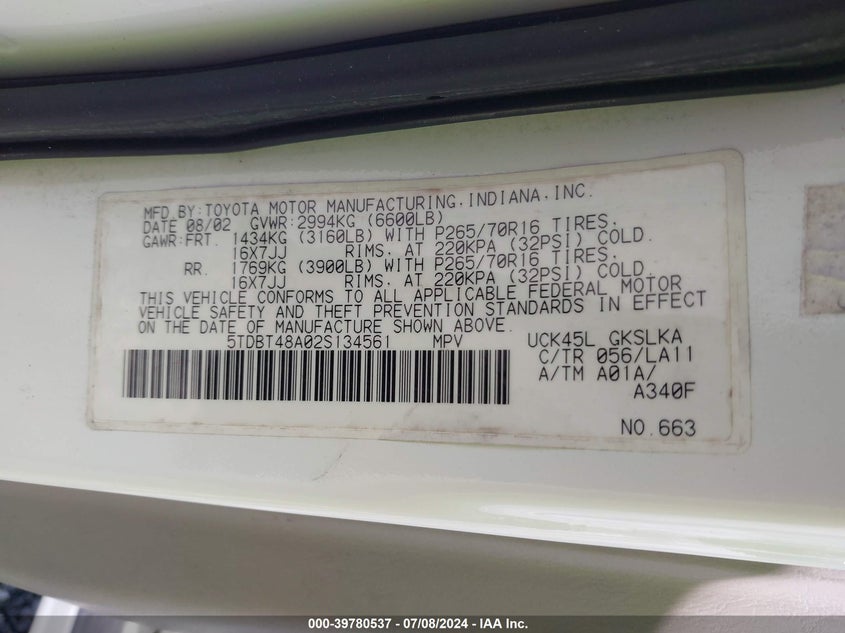 MFD.BY:TOYOTA MOTOR MANUFACTURING.INDIANA.INC.
DATE 08/02 GVWR:2994KG (6600LB)
GAWR:FRT. 1434KG (3160LB) WITH P265/70R16 TIRES.
16X7JJ RIMS. AT 220KPA (32PSI) COLD.
RR. 1769KG (3900LB) WITH P265/70R16 TIRES.
16X7JJ RIMS. AT 220KPA (32PSI) COLD.
THIS VEHICLE CONFORMS TO ALL APPLICABLE FEDERAL MOTOR
VEHICLE SAFETY AND THEFT PREVENTION STANDARDS IN EFFECT
ON THE DATE OF MANUFACTURE SHOWN ABOVE.
5TDBT48A02S134561 MPV UCK45L GKSLKA
C/TR 056/LA11
A/TM A01A/
A340F
NO.663
000-39780537 - 07/08/2024 - IAA Inc.